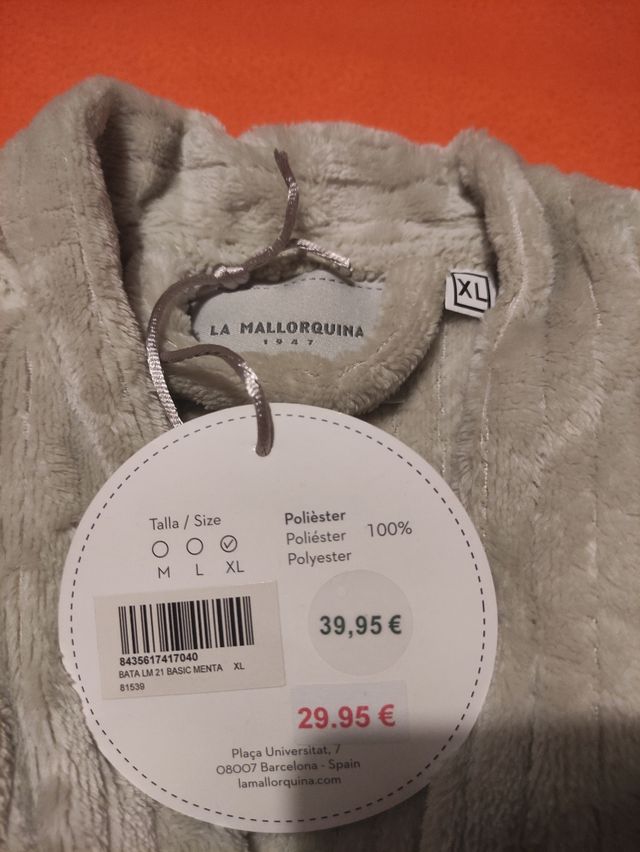 LA MALLORQUINA
1947
XL
Talla / Size
M L XL
Polièster
Poliéster 100%
Polyester
8435617417040
BATA LM 21 BASIC MENTA XL
81539
39,95 €
29.95 €
Plaça Universitat, 7
08007 Barcelona - Spain
lamallorquina.com